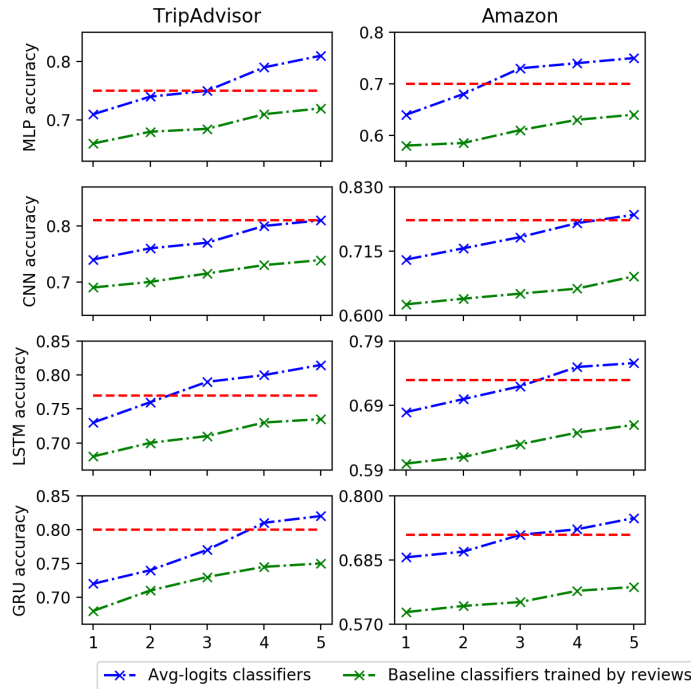 TripAdvisor
Amazon
MLP accuracy
0.8
0.7
0.8
0.7
0.6
CNN accuracy
0.8
0.7
0.830
0.715
0.600
LSTM accuracy
0.85
0.80
0.75
0.70
0.79
0.69
0.59
GRU accuracy
0.85
0.80
0.75
0.70
0.800
0.685
0.570
1 2 3 4 5
1 2 3 4 5
Avg-logits classifiers
Baseline classifiers trained by reviews